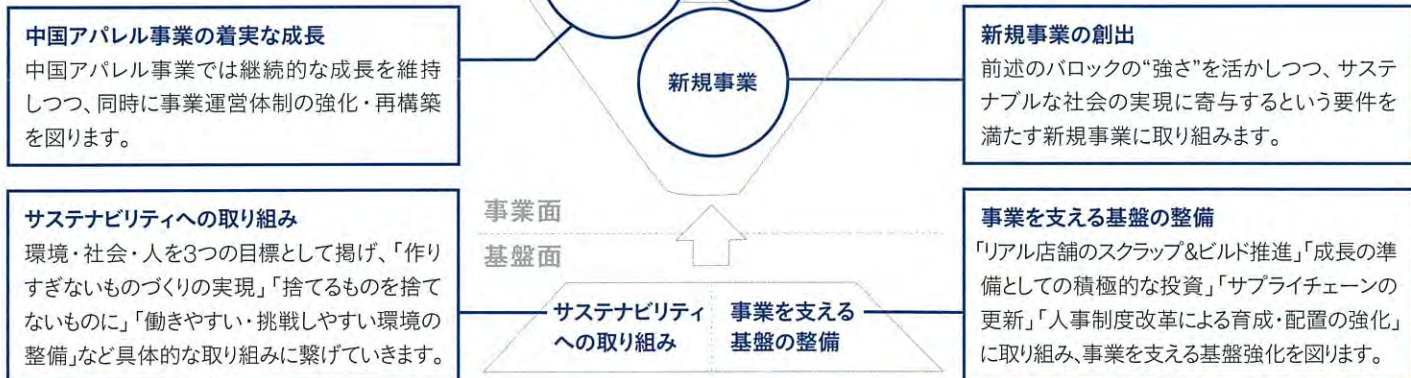 中国アパレル事業の着実な成長
中国アパレル事業では継続的な成長を維持
しつつ、同時に事業運営体制の強化・再構築
を図ります。
新規事業
新規事業の創出
前述のバロックの“強さ”を活かしつつ、サステ
ナブルな社会の実現に寄与するという要件を
満たす新規事業に取り組みます。
サステナビリティへの取り組み
環境・社会・人を3つの目標として掲げ、「作り
すぎないものづくりの実現」「捨てるものを捨て
ないものに」「働きやすい・挑戦しやすい環境の
整備」など具体的な取り組みに繋げていきます。
事業面
基盤面
サステナビリティ
への取り組み
事業を支える
基盤の整備
事業を支える基盤の整備
「リアル店舗のスクラップ&ビルド推進」「成長の準
備としての積極的な投資」「サプライチェーンの
更新」「人事制度改革による育成・配置の強化」
に取り組み、事業を支える基盤強化を図ります。